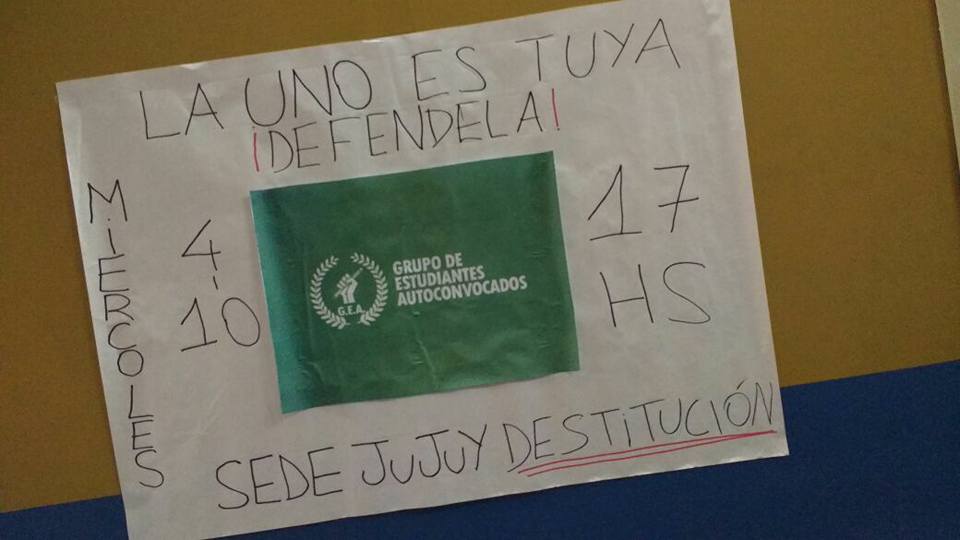 LA UNO ES TUYA
¡DEFENDELA!
MIERCOLES
4-10
GRUPO DE
ESTUDIANTES
AUTOCONVOCADOS
G.E.A.
17
HS
SEDE JUJUY DESTITUCIÓN